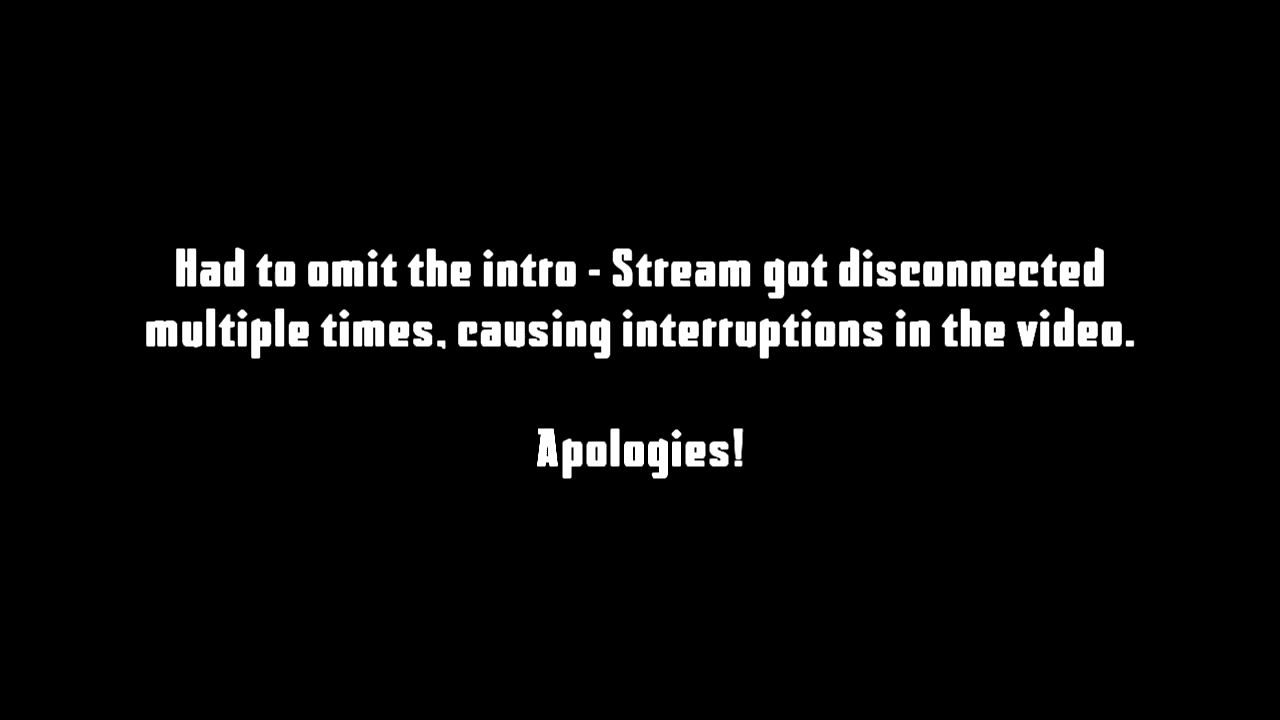 Had to omit the intro - Stream got disconnected
multiple times, causing interruptions in the video.
Apologies!